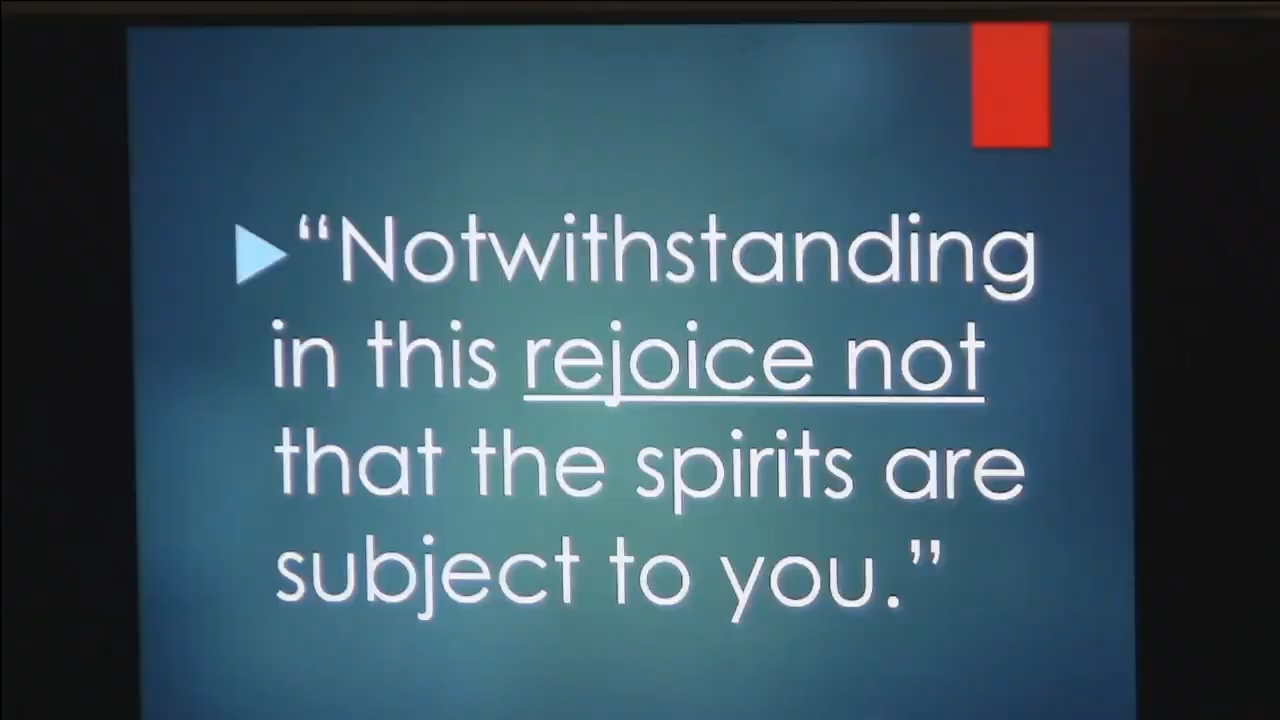 “Notwithstanding
in this rejoice not
that the spirits are
subject to you.”